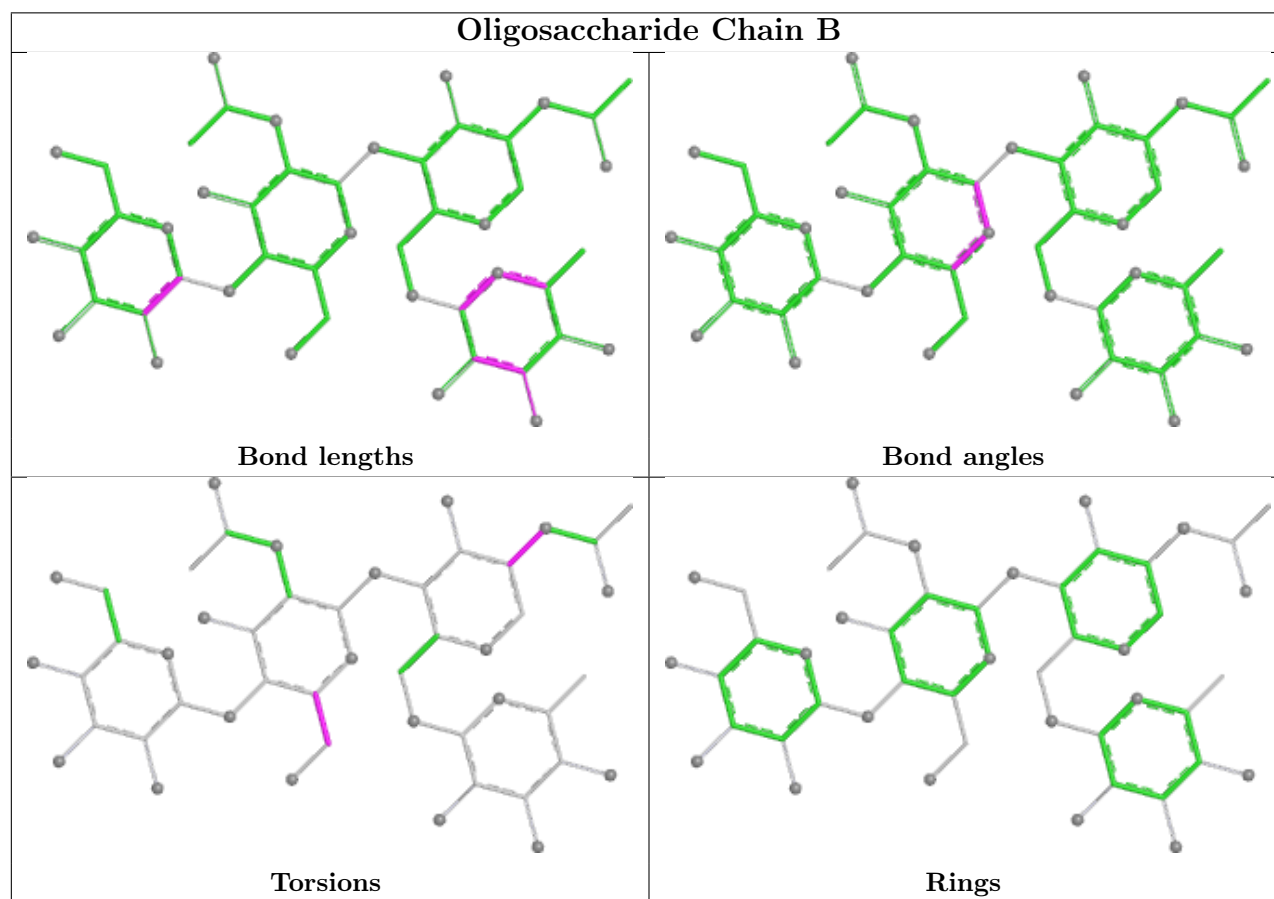 Oligosaccharide Chain B
Bond lengths
Bond angles
Torsions
Rings